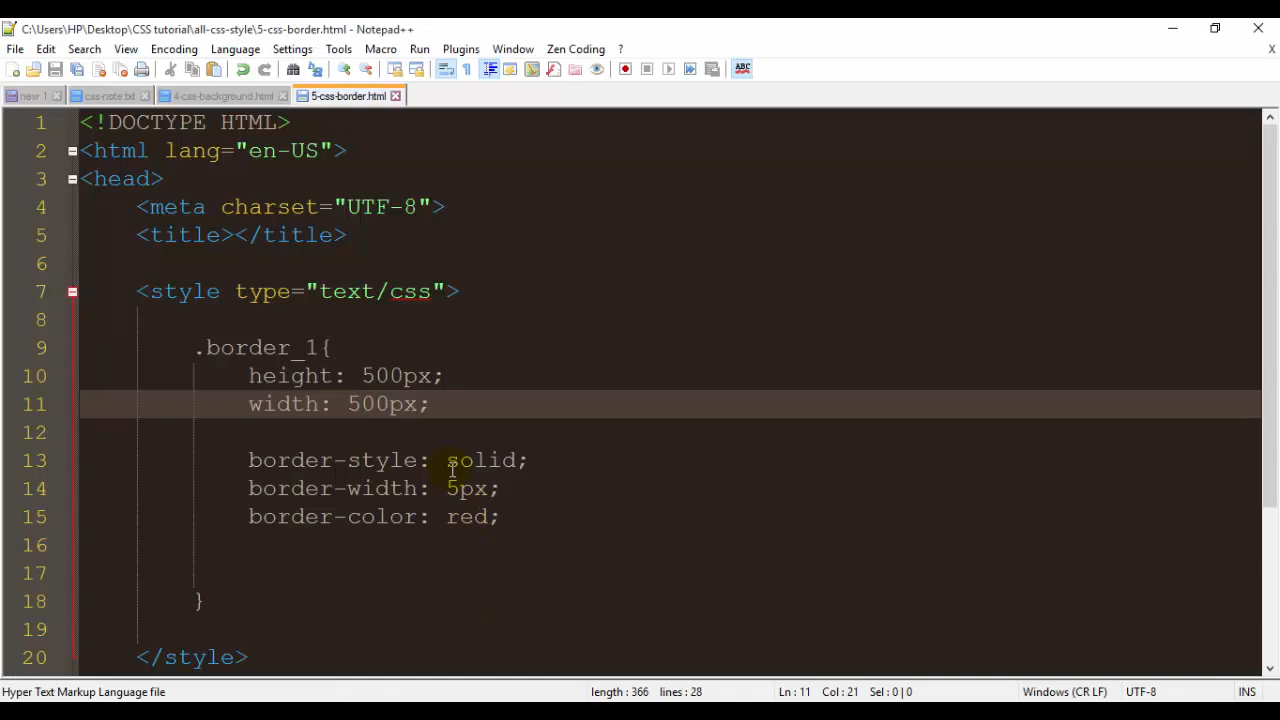 C:\Users\HP\Desktop\CSS tutorial\all-css-style\5-css-border.html - Notepad++
File Edit Search View Encoding Language Settings Tools Macro Run Plugins Window Zen Coding ? X
ABC
new 1 css-note.txt 4-css-background.html 5-css-border.html
1 <!DOCTYPE HTML>
2 <html lang="en-US">
3 <head>
4 <meta charset="UTF-8">
5 <title></title>
6
7 <style type="text/css">
8
9 .border_1{
10 height: 500px;
11 width: 500px;
12
13 border-style: solid;
14 border-width: 5px;
15 border-color: red;
16
17
18 }
19
20 </style>
Hyper Text Markup Language file length : 366 lines : 28 Ln : 11 Col : 21 Sel : 0 | 0 Windows (CR LF) UTF-8 INS